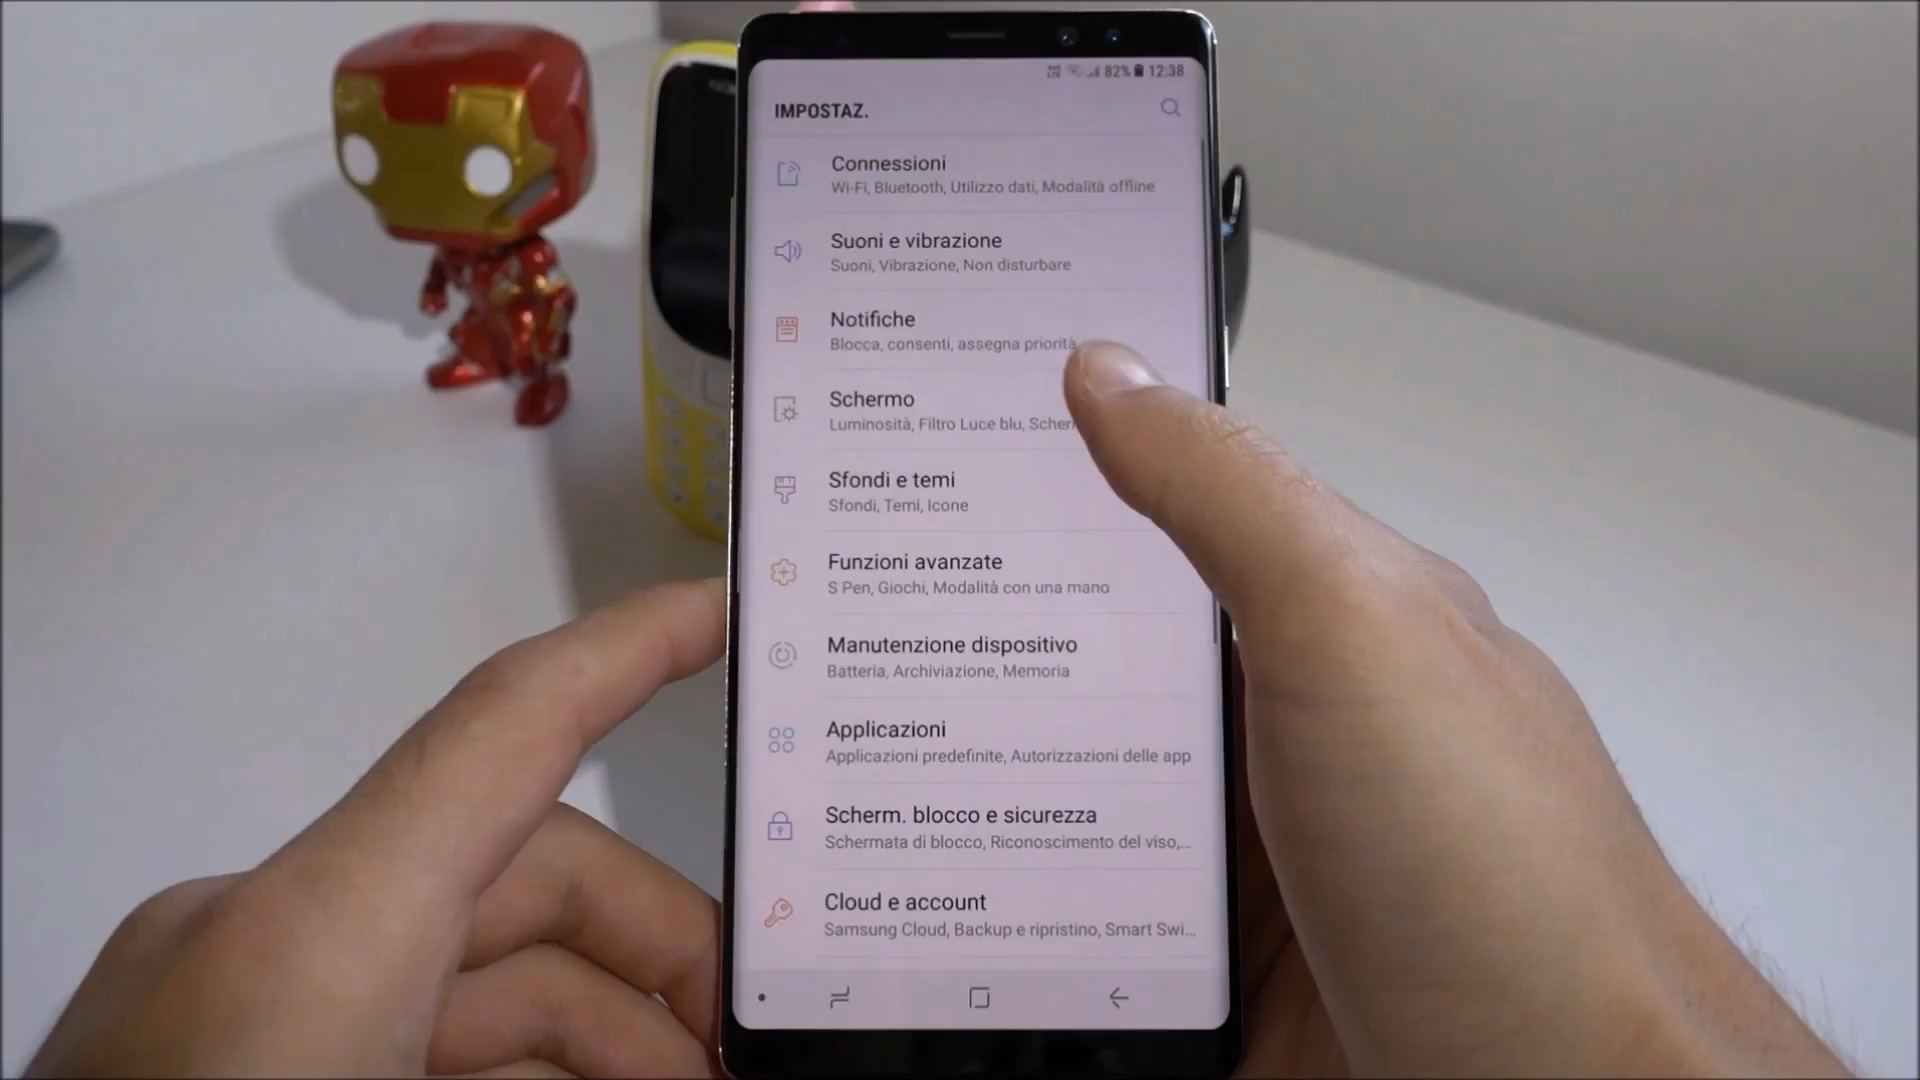 82% 12:38
IMPOSTAZ.
Connessioni
Wi-Fi, Bluetooth, Utilizzo dati, Modalità offline
Suoni e vibrazione
Suoni, Vibrazione, Non disturbare
Notifiche
Blocca, consenti, assegna priorità
Schermo
Luminosità, Filtro Luce blu,
Sfondi e temi
Sfondi, Temi, Icone
Funzioni avanzate
S Pen, Giochi, Modalità con una mano
Manutenzione dispositivo
Batteria, Archiviazione, Memoria
Applicazioni
Applicazioni predefinite, Autorizzazioni delle app
Scherm. blocco e sicurezza
Schermata di blocco, Riconoscimento del viso,...
Cloud e account
Samsung Cloud, Backup e ripristino, Smart Swi...